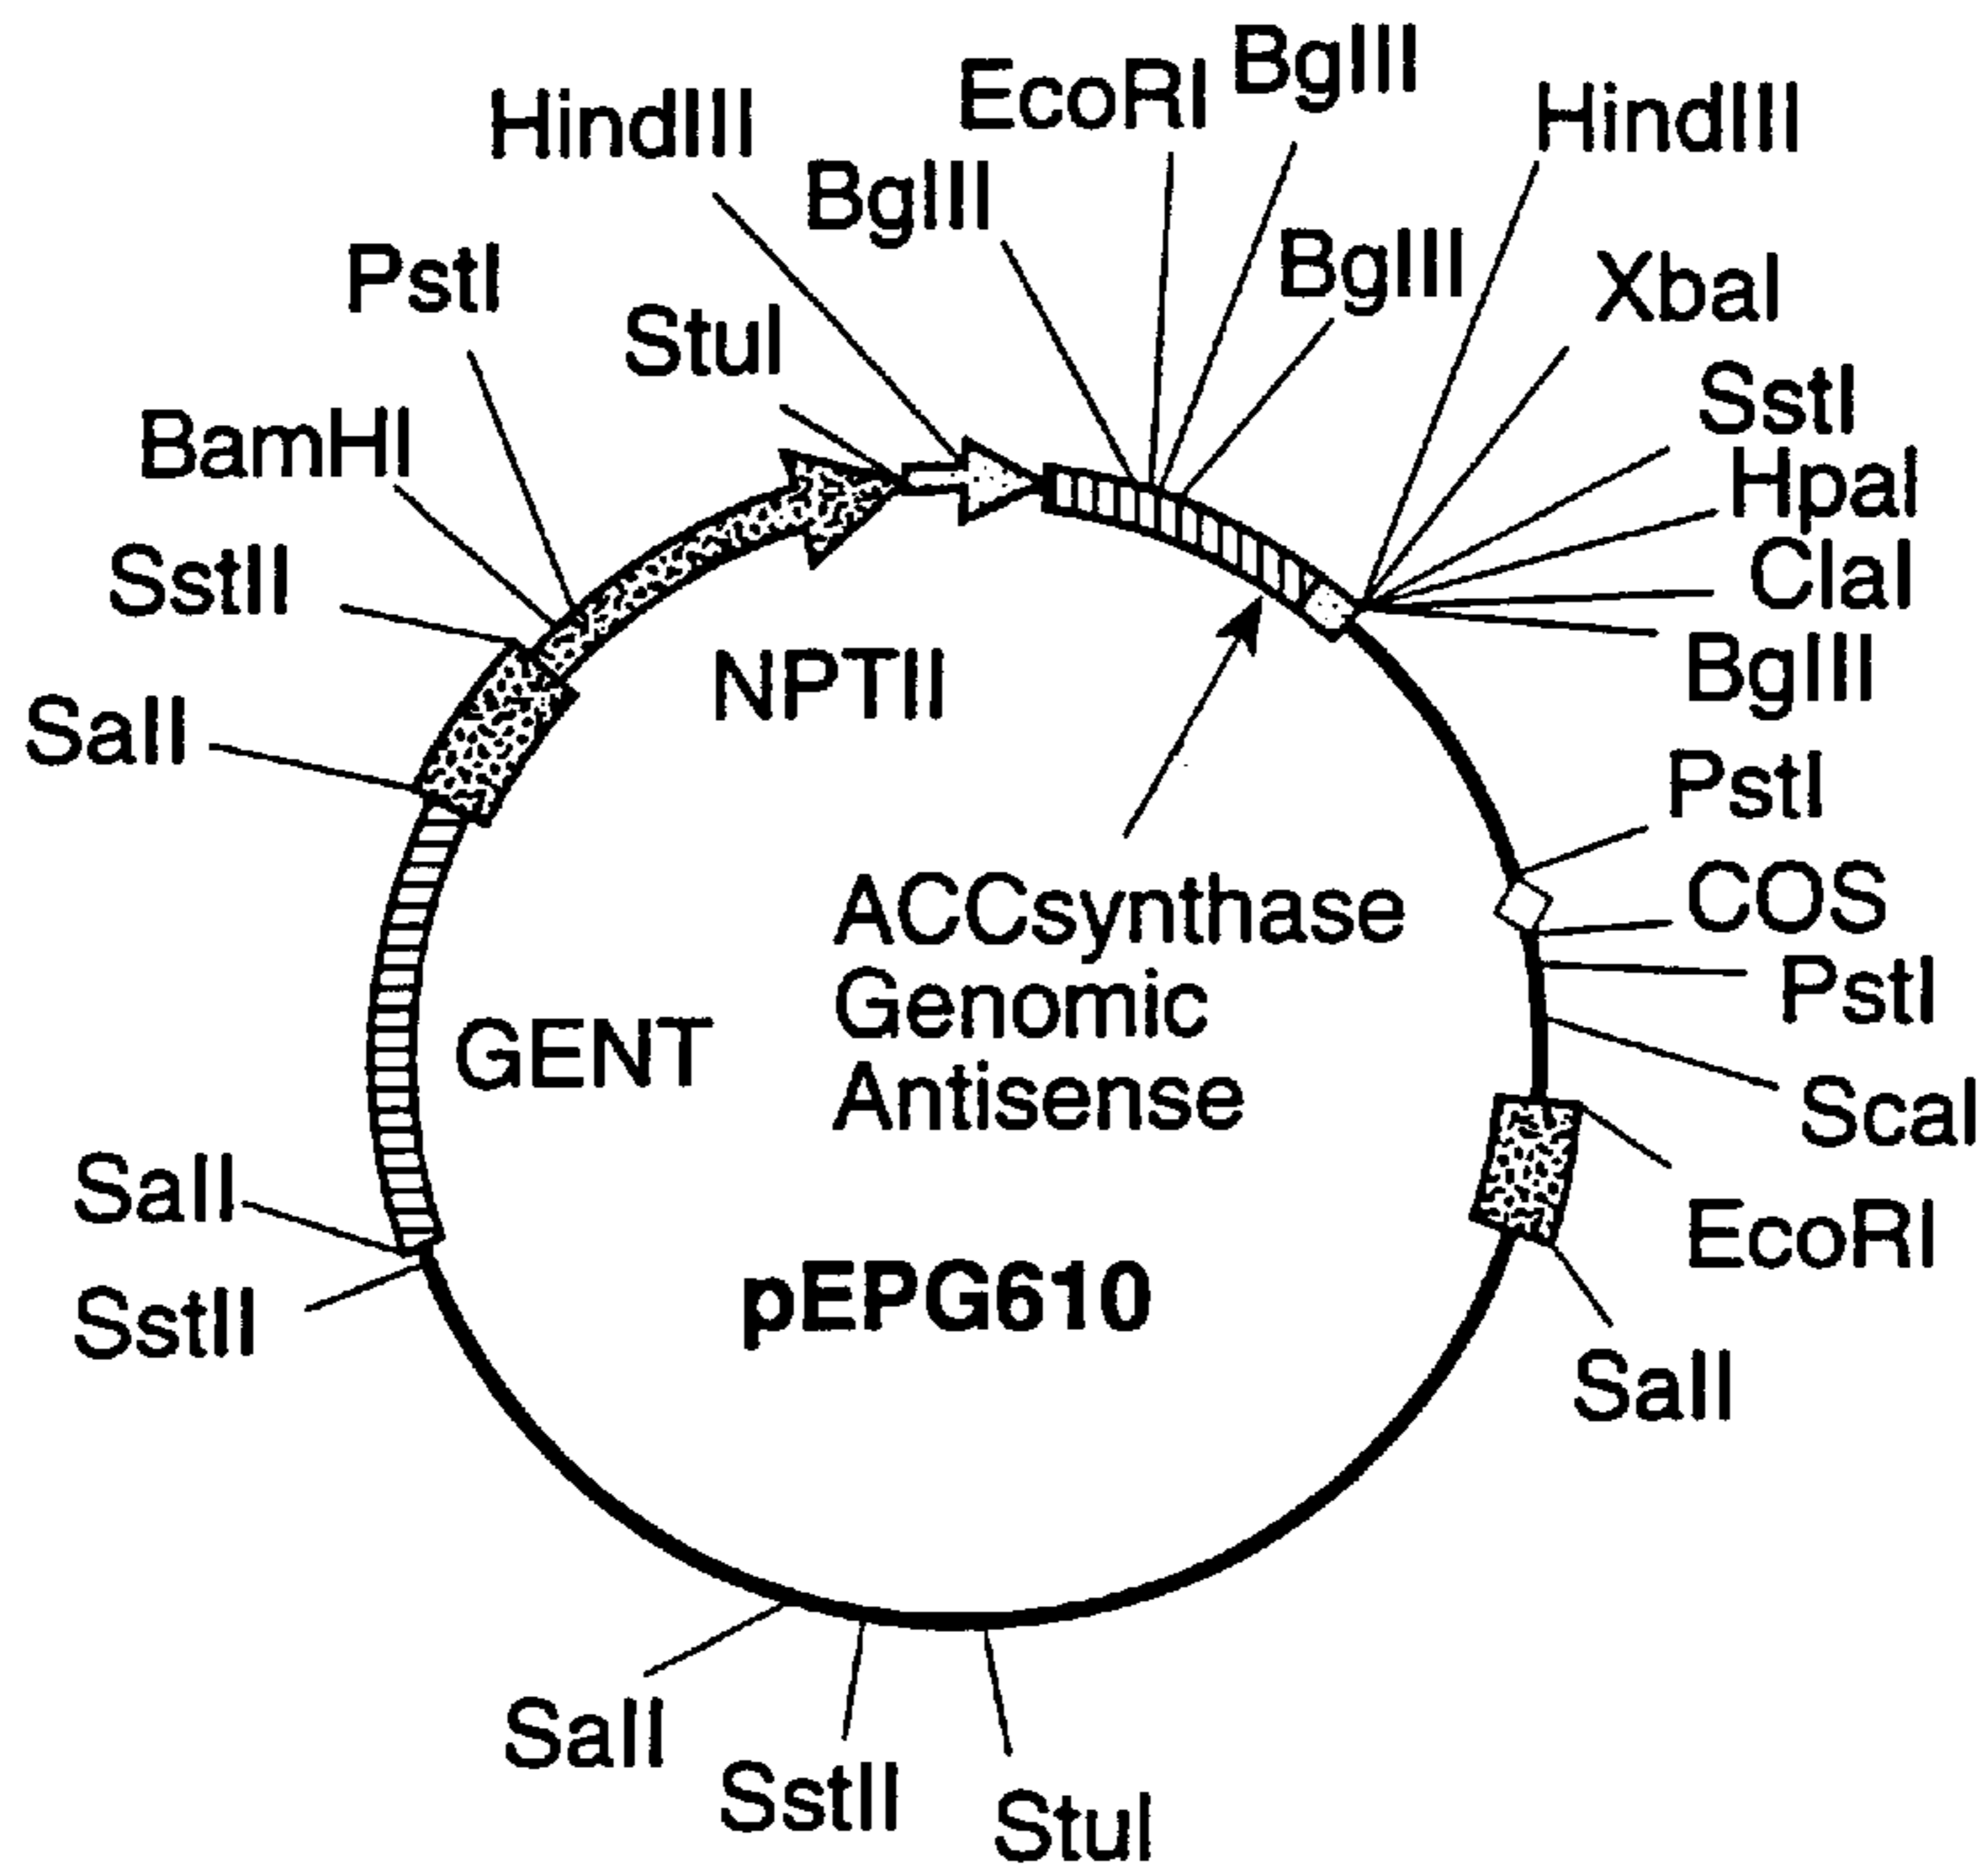 BglII
EcoRI
HindIII
HindIII
BglII
BglII
PstI
XbaI
StuI
SstI
BamHI
HpaI
SstII
ClaI
NPTII
BglII
SalI
PstI
ACCsynthase
COS
Genomic
PstI
GENT
Antisense
ScaI
SalI
EcoRI
pEPG610
SstII
SalI
SalI
SstII
StuI